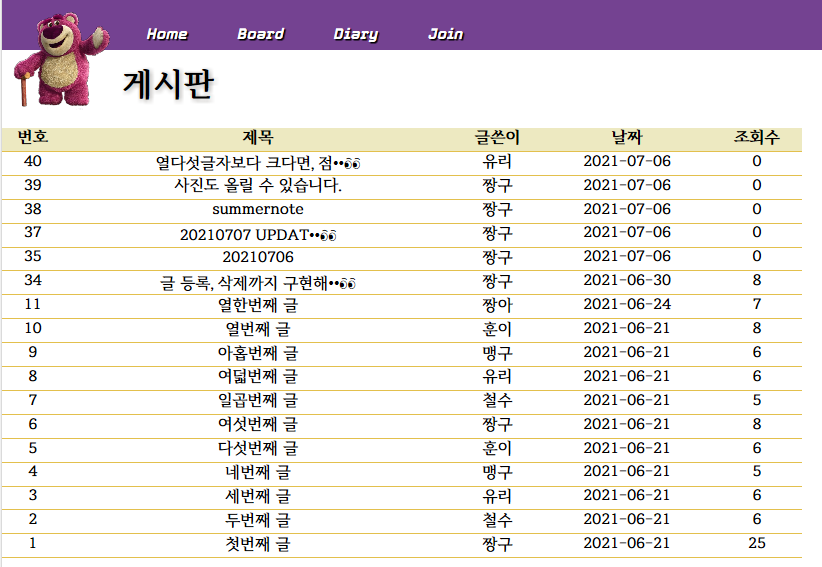 Home Board Diary Join
게시판
번호 제목 글쓴이 날짜 조회수
40 열다섯글자보다 크다면, 점••👀 유리 2021-07-06 0
39 사진도 올릴 수 있습니다. 짱구 2021-07-06 0
38 summernote 짱구 2021-07-06 0
37 20210707 UPDAT••👀 짱구 2021-07-06 0
35 20210706 짱구 2021-07-06 0
34 글 등록, 삭제까지 구현해••👀 짱구 2021-06-30 8
11 열한번째 글 짱아 2021-06-24 7
10 열번째 글 훈이 2021-06-21 8
9 아홉번째 글 맹구 2021-06-21 6
8 여덟번째 글 유리 2021-06-21 6
7 일곱번째 글 철수 2021-06-21 5
6 여섯번째 글 짱구 2021-06-21 8
5 다섯번째 글 훈이 2021-06-21 6
4 네번째 글 맹구 2021-06-21 5
3 세번째 글 유리 2021-06-21 6
2 두번째 글 철수 2021-06-21 6
1 첫번째 글 짱구 2021-06-21 25